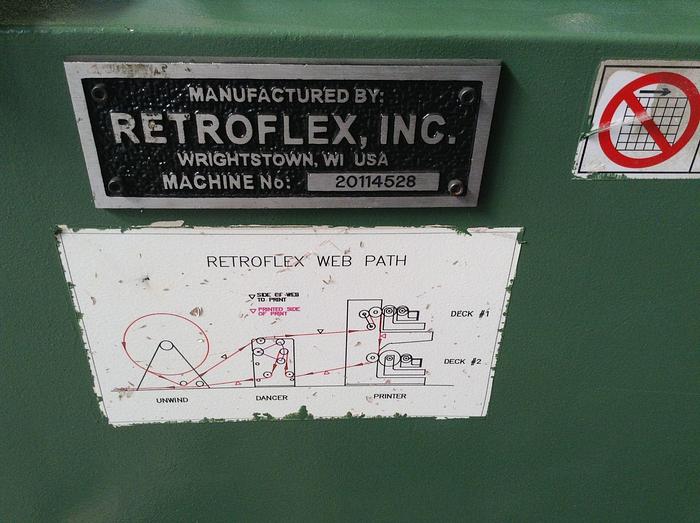 MANUFACTURED BY:
RETROFLEX, INC.
WRIGHTSTOWN, WI USA
MACHINE No: 20114528
RETROFLEX WEB PATH
SIDE OF WEB
TO PRINT
PRINTED SIDE
OF PRINT
DECK #1
DECK #2
UNWIND
DANCER
PRINTER